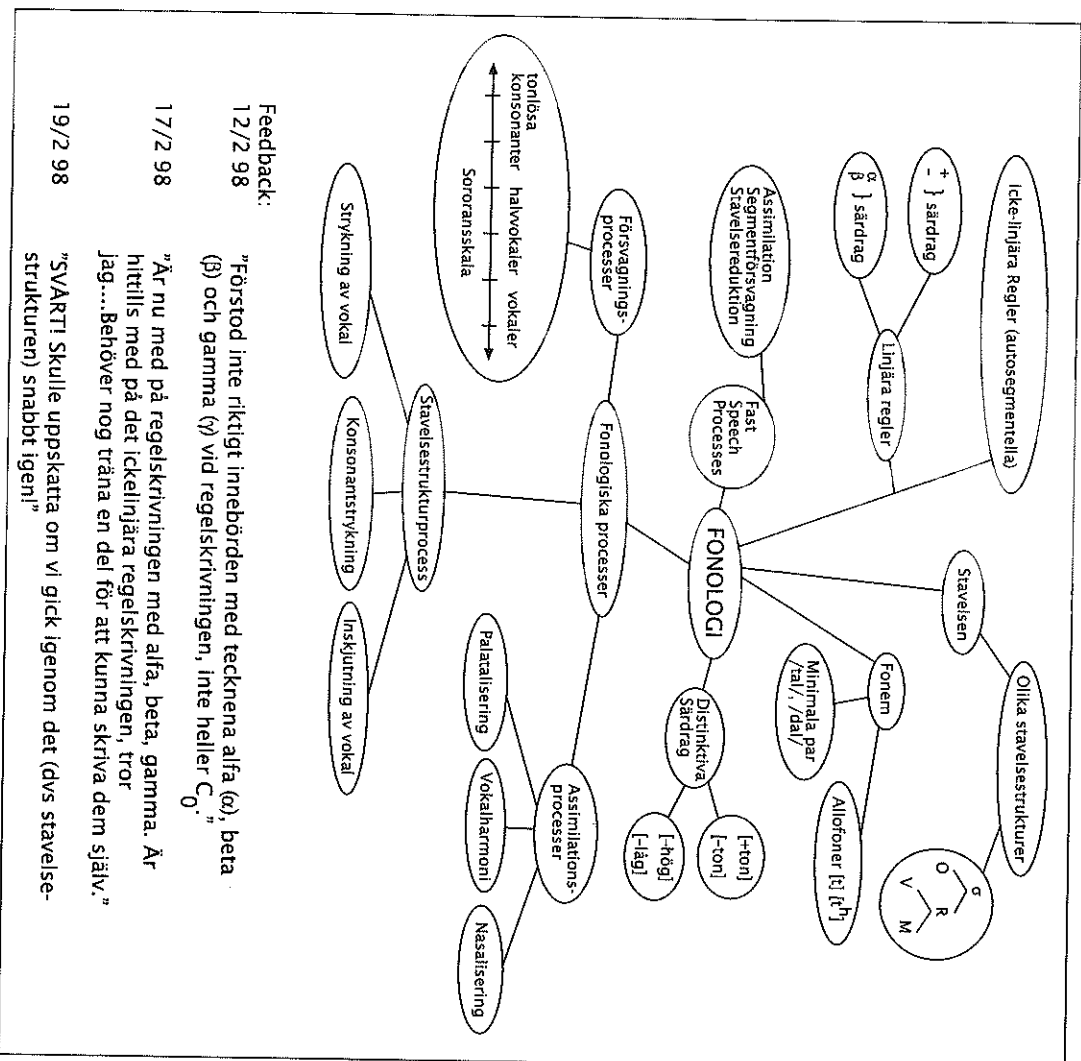 Icke-linjära Regler (autosegmentella)
+
- } särdrag
α
β } särdrag
Linjära regler
Stavelsen
Olika stavelsestrukturer
σ
O R
V M
Fonem
Minimala par
/tal/, /dal/
Allofoner [t] [tʰ]
Assimilation
Segmentförsvagning
Stavelsereduktion
Fast
Speech
Processes
FONOLOGI
Distinktiva
Särdrag
[+ton]
[-ton]
[-hög]
[-låg]
Försvagnings-
processer
tonlösa
konsonanter halvvokaler vokaler
Sororansskala
Fonologiska processer
Assimilations-
processer
Palatalisering
Vokalharmoni
Nasalisering
Stavelsestrukturprocess
Strykning av vokal
Konsonantstrykning
Inskjutning av vokal
Feedback:
12/2 98 "Förstod inte riktigt innebörden med tecknena alfa (α), beta
(β) och gamma (γ) vid regelskrivningen, inte heller C₀."
17/2 98 "Är nu med på regelskrivningen med alfa, beta, gamma. Är
hittills med på det ickelinjära regelskrivningen, tror
jag....Behöver nog träna en del för att kunna skriva dem själv."
19/2 98 "SVÅRT! Skulle uppskatta om vi gick igenom det (dvs stavelse-
strukturen) snabbt igen!"